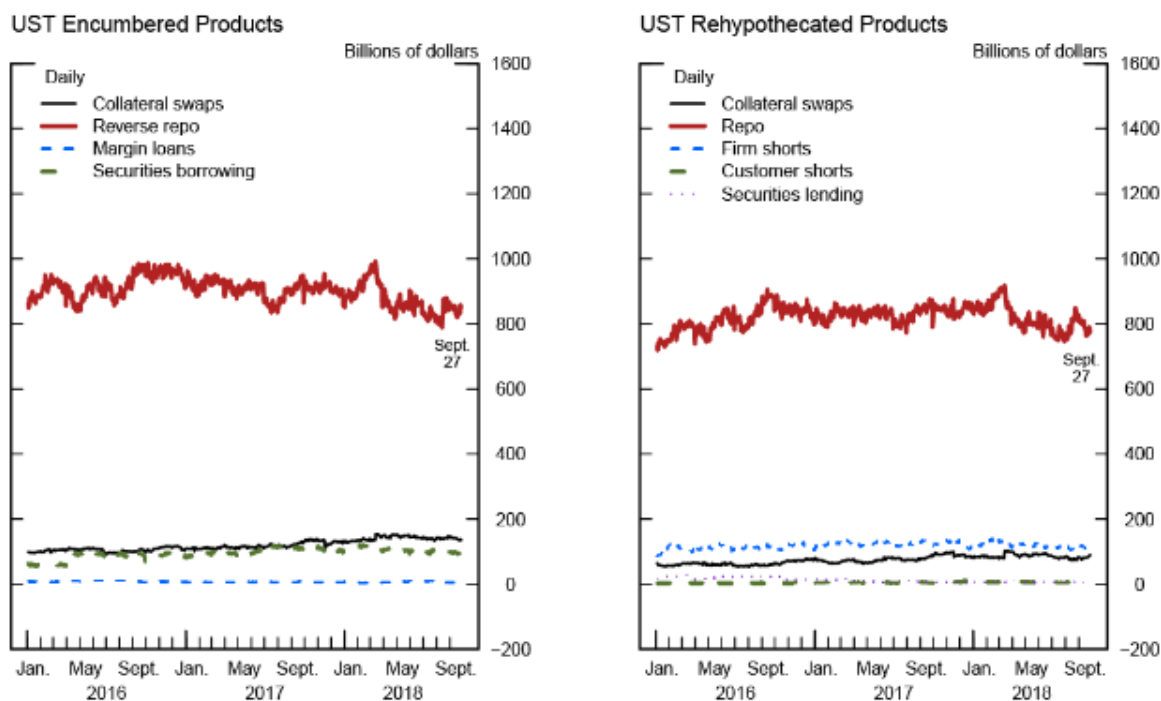 UST Encumbered Products
Billions of dollars
Daily
Collateral swaps
Reverse repo
Margin loans
Securities borrowing
1600
1400
1200
1000
800
600
400
200
0
−200
Sept.
27
Jan. May Sept. Jan. May Sept. Jan. May Sept.
2016 2017 2018
UST Rehypothecated Products
Billions of dollars
Daily
Collateral swaps
Repo
Firm shorts
Customer shorts
Securities lending
1600
1400
1200
1000
800
600
400
200
0
−200
Sept.
27
Jan. May Sept. Jan. May Sept. Jan. May Sept.
2016 2017 2018